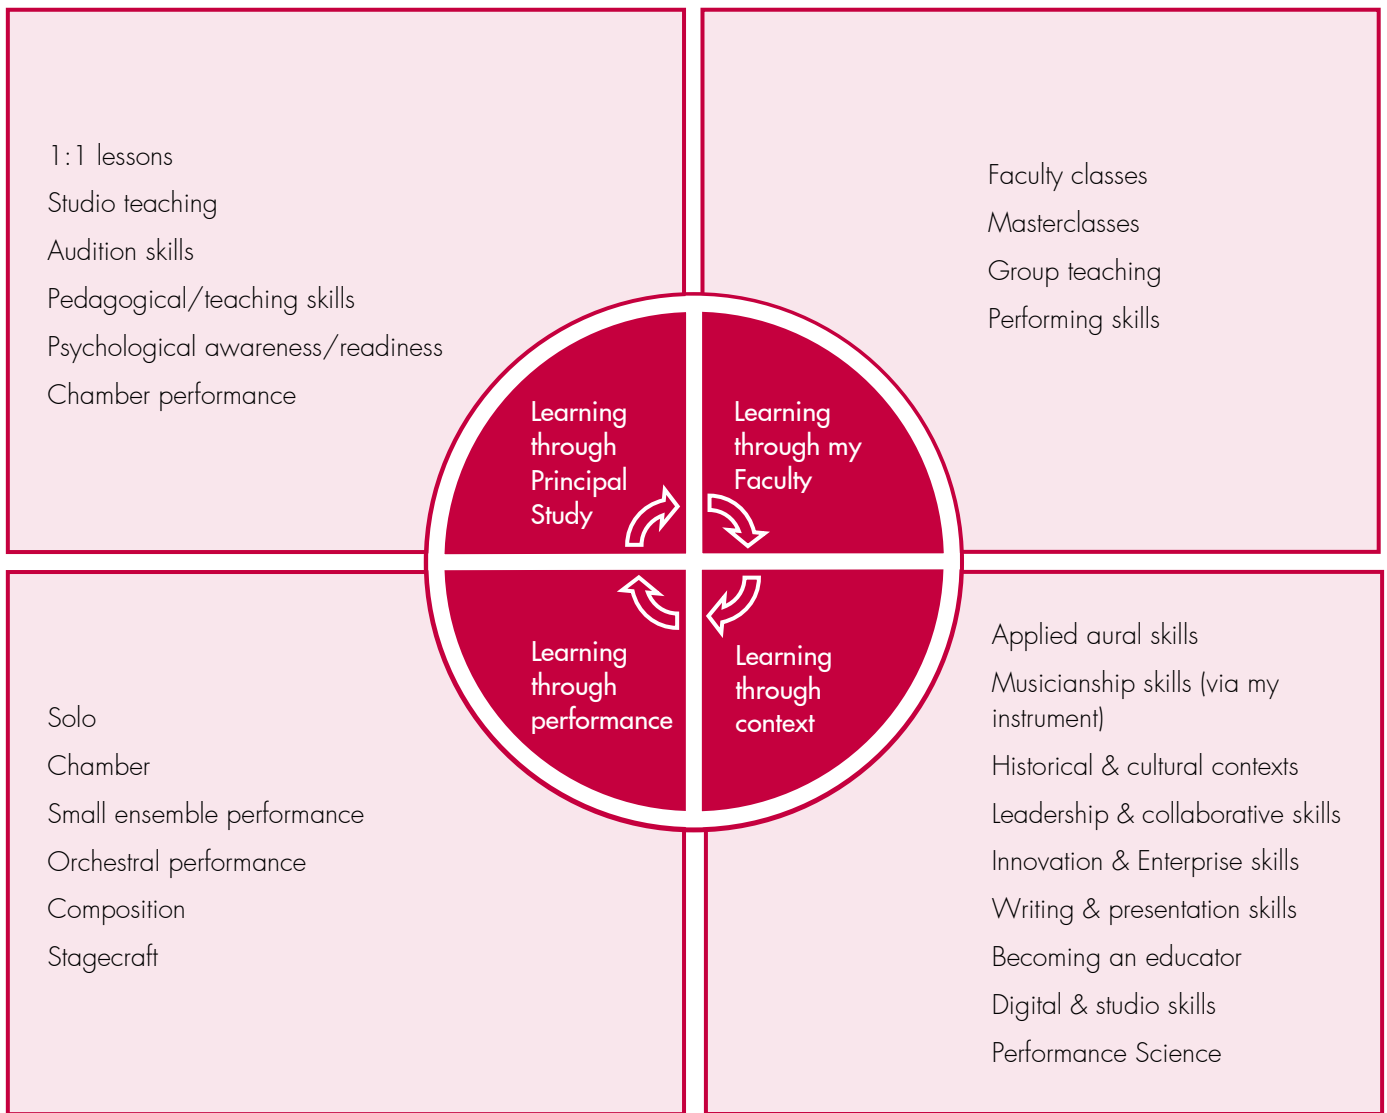 1:1 lessons
Studio teaching
Audition skills
Pedagogical/teaching skills
Psychological awareness/readiness
Chamber performance
Faculty classes
Masterclasses
Group teaching
Performing skills
Learning
through
Principal
Study
Learning
through my
Faculty
Learning
through
performance
Learning
through
context
Solo
Chamber
Small ensemble performance
Orchestral performance
Composition
Stagecraft
Applied aural skills
Musicianship skills (via my
instrument)
Historical & cultural contexts
Leadership & collaborative skills
Innovation & Enterprise skills
Writing & presentation skills
Becoming an educator
Digital & studio skills
Performance Science